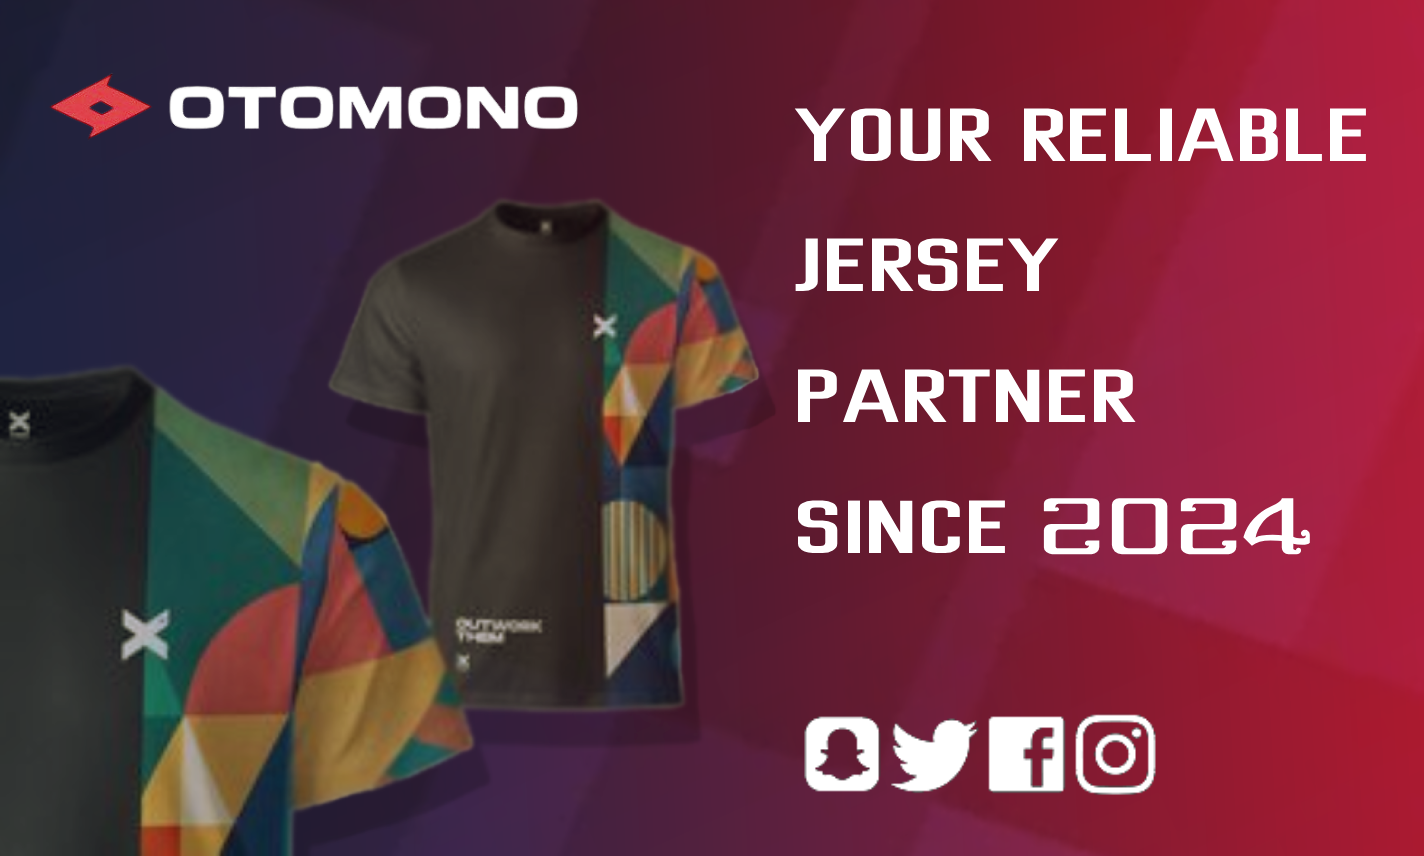 OTOMONO
YOUR RELIABLE
JERSEY
PARTNER
SINCE 2024
OUTWORK
THEM